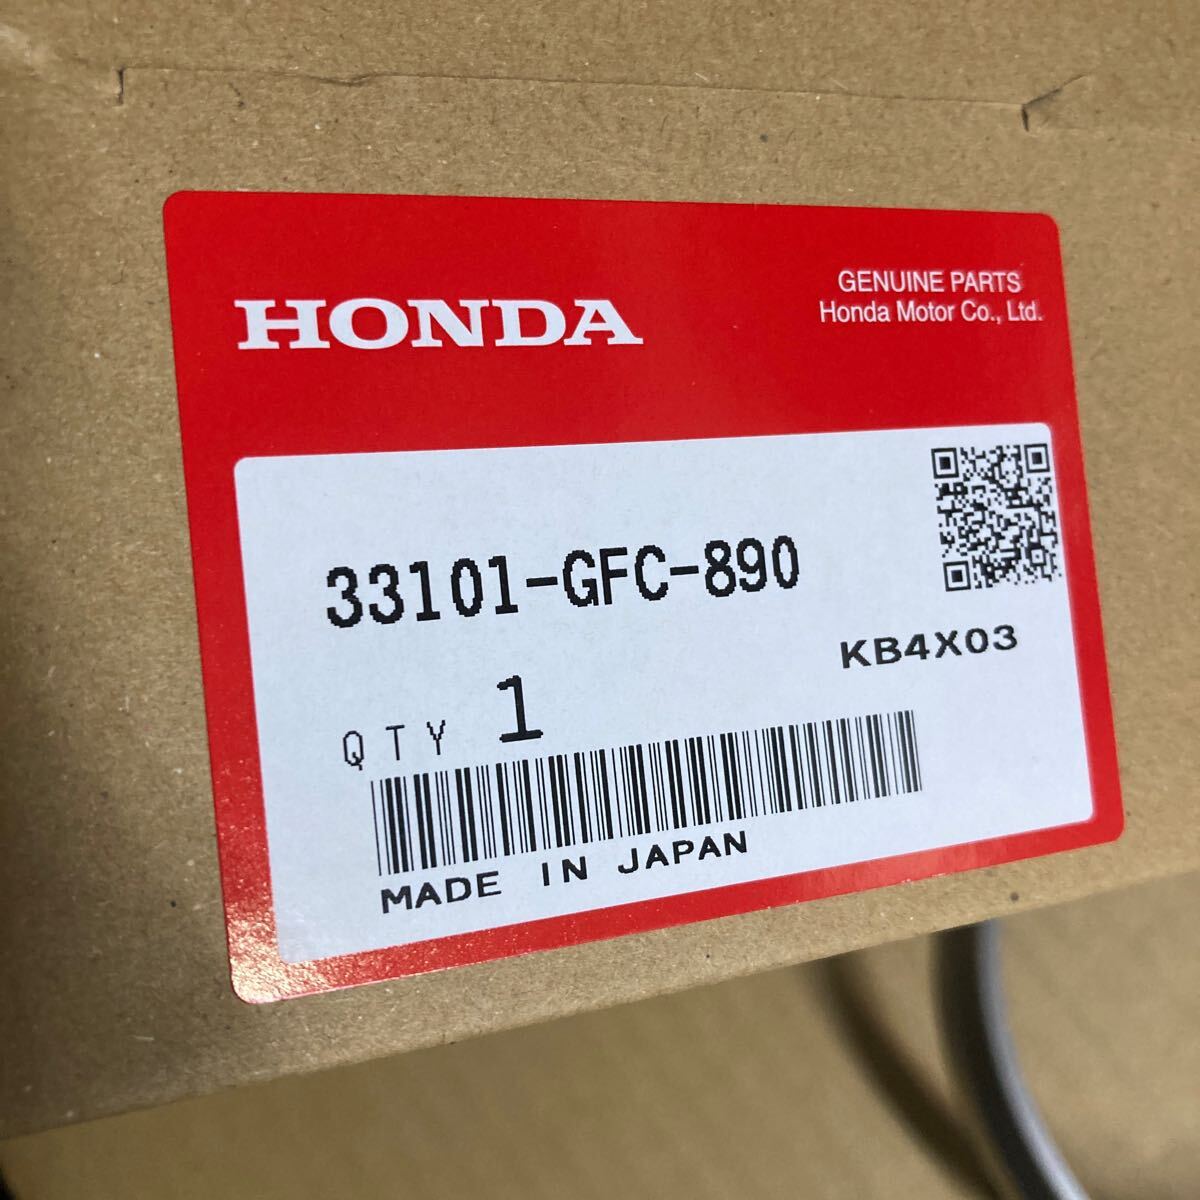 HONDA
GENUINE PARTS
Honda Motor Co., Ltd.
33101-GFC-890
KB4X03
QTY 1
MADE IN JAPAN